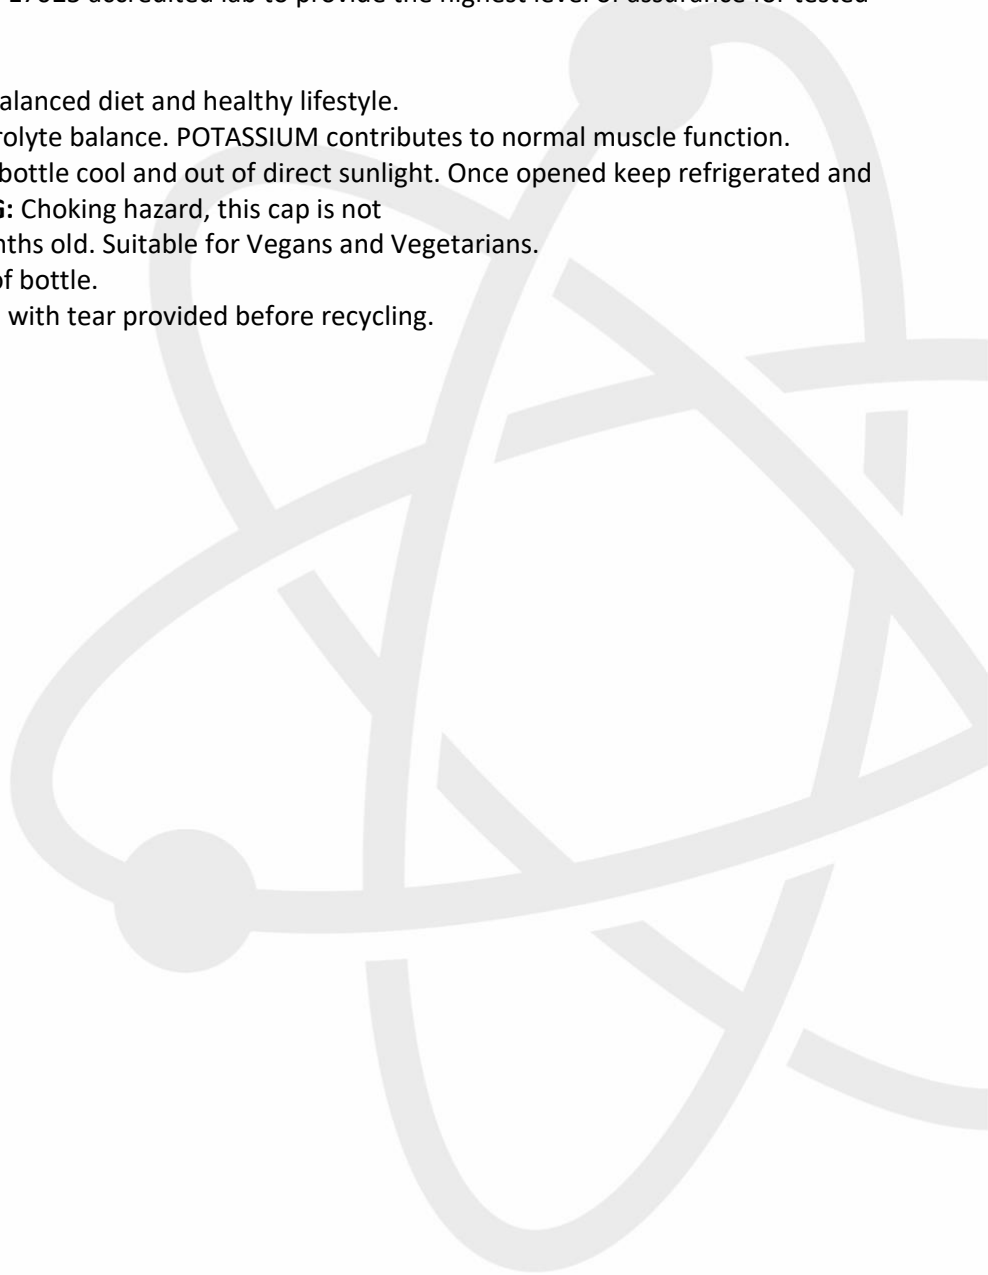 17025 accredited lab to provide the highest level of assurance for tested
alanced diet and healthy lifestyle.
rolyte balance. POTASSIUM contributes to normal muscle function.
bottle cool and out of direct sunlight. Once opened keep refrigerated and
G: Choking hazard, this cap is not
nths old. Suitable for Vegans and Vegetarians.
of bottle.
with tear provided before recycling.